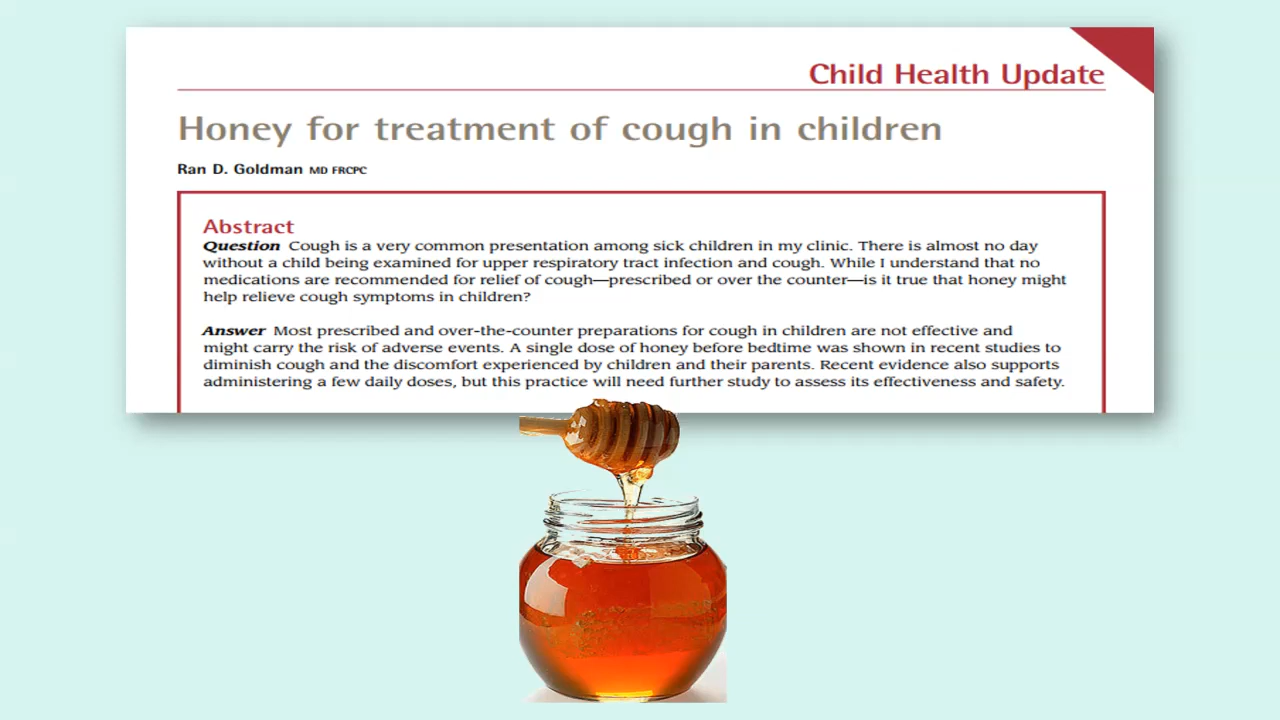 Child Health Update
Honey for treatment of cough in children
Ran D. Goldman MD FRCPC
Abstract
Question Cough is a very common presentation among sick children in my clinic. There is almost no day
without a child being examined for upper respiratory tract infection and cough. While I understand that no
medications are recommended for relief of cough—prescribed or over the counter—is it true that honey might
help relieve cough symptoms in children?
Answer Most prescribed and over-the-counter preparations for cough in children are not effective and
might carry the risk of adverse events. A single dose of honey before bedtime was shown in recent studies to
diminish cough and the discomfort experienced by children and their parents. Recent evidence also supports
administering a few daily doses, but this practice will need further study to assess its effectiveness and safety.